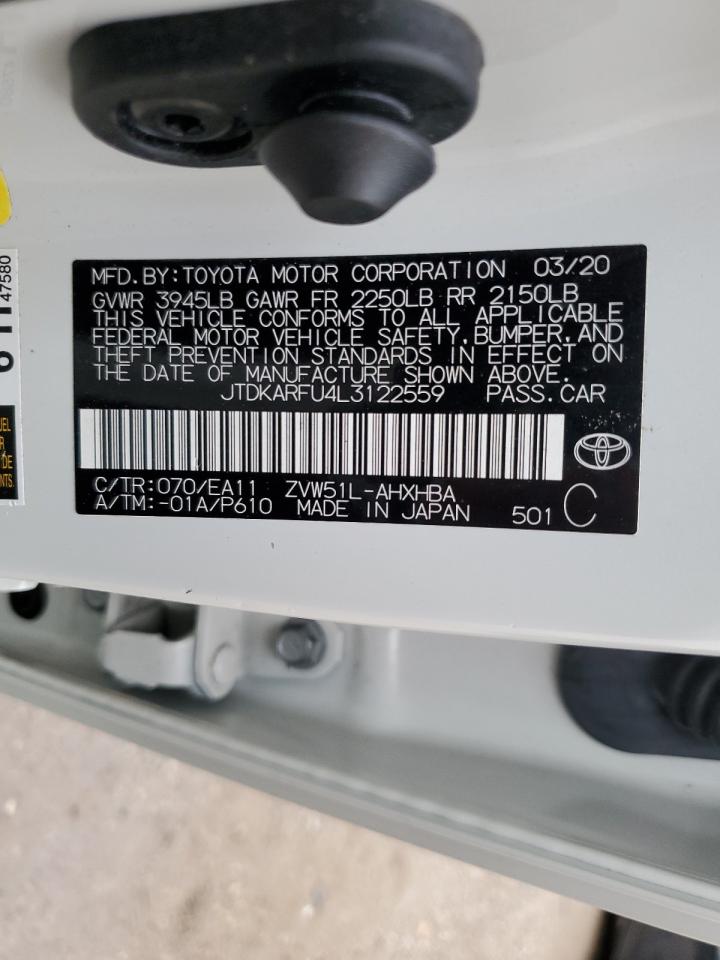 MFD.BY:TOYOTA MOTOR CORPORATION 03/20
GVWR 3945LB GAWR FR 2250LB RR 2150LB
THIS VEHICLE CONFORMS TO ALL APPLICABLE
FEDERAL MOTOR VEHICLE SAFETY,BUMPER,AND
THEFT PREVENTION STANDARDS IN EFFECT ON
THE DATE OF MANUFACTURE SHOWN ABOVE.
JTDKARFU4L3122559 PASS.CAR
C/TR:070/EA11 ZVW51L-AHXHBA
A/TM:-01A/P610 MADE IN JAPAN 501 C
47580
DE